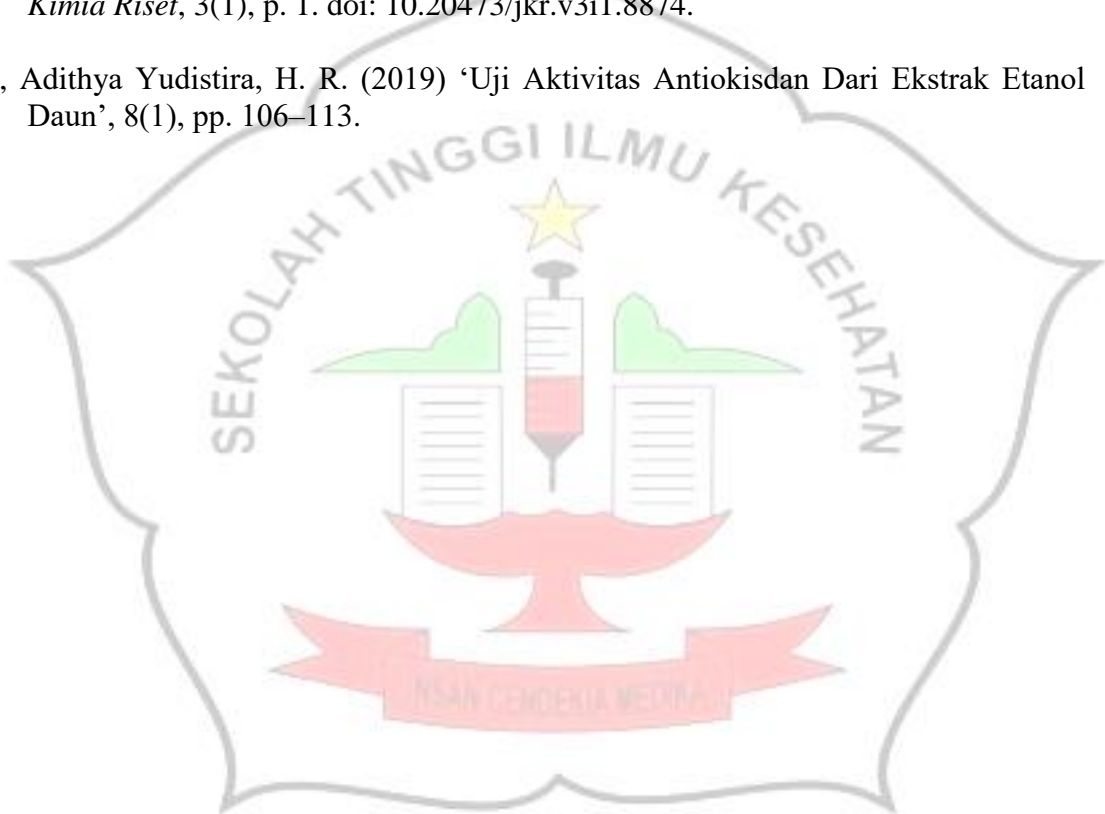 Kimia Riset, 3(1), p. 1. doi: 10.20473/jkr.v3i1.8874.
, Adithya Yudistira, H. R. (2019) ‘Uji Aktivitas Antiokisdan Dari Ekstrak Etanol
Daun’, 8(1), pp. 106–113.
SEKOLAH TINGGI ILMU KESEHATAN
INSAN CENDEKIA MEDIKA